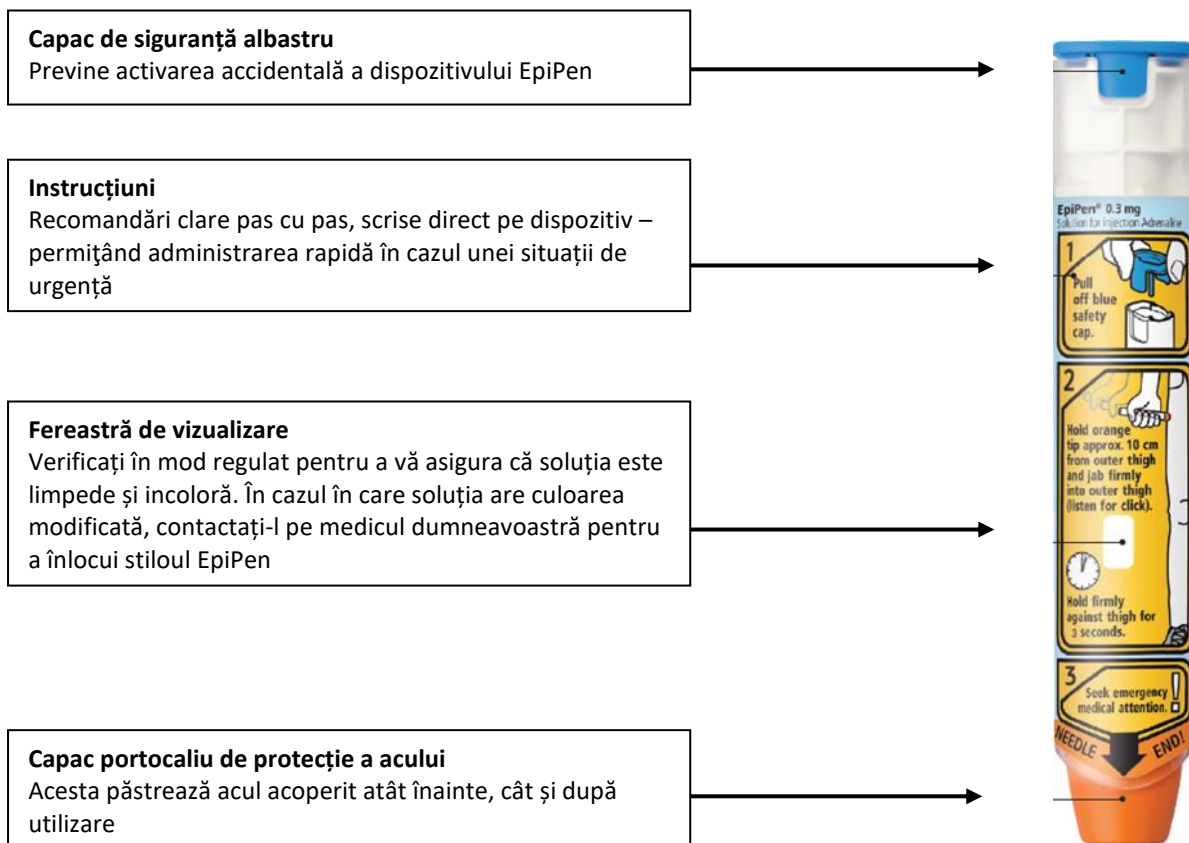 Capac de siguranță albastru
Previne activarea accidentală a dispozitivului EpiPen
Instrucțiuni
Recomandări clare pas cu pas, scrise direct pe dispozitiv –
permiţând administrarea rapidă în cazul unei situații de
urgență
Fereastră de vizualizare
Verificați în mod regulat pentru a vă asigura că soluția este
limpede și incoloră. În cazul în care soluția are culoarea
modificată, contactați-l pe medicul dumneavoastră pentru
a înlocui stiloul EpiPen
Capac portocaliu de protecție a acului
Acesta păstrează acul acoperit atât înainte, cât și după
utilizare
EpiPen® 0.3 mg
Solution for injection Adrenaline
1
Pull
off blue
safety
cap.
2
Hold orange
tip approx. 10 cm
from outer thigh
and jab firmly
into outer thigh
(listen for click).
Hold firmly
against thigh for
3 seconds.
3
Seek emergency
medical attention.
!
NEEDLE END!